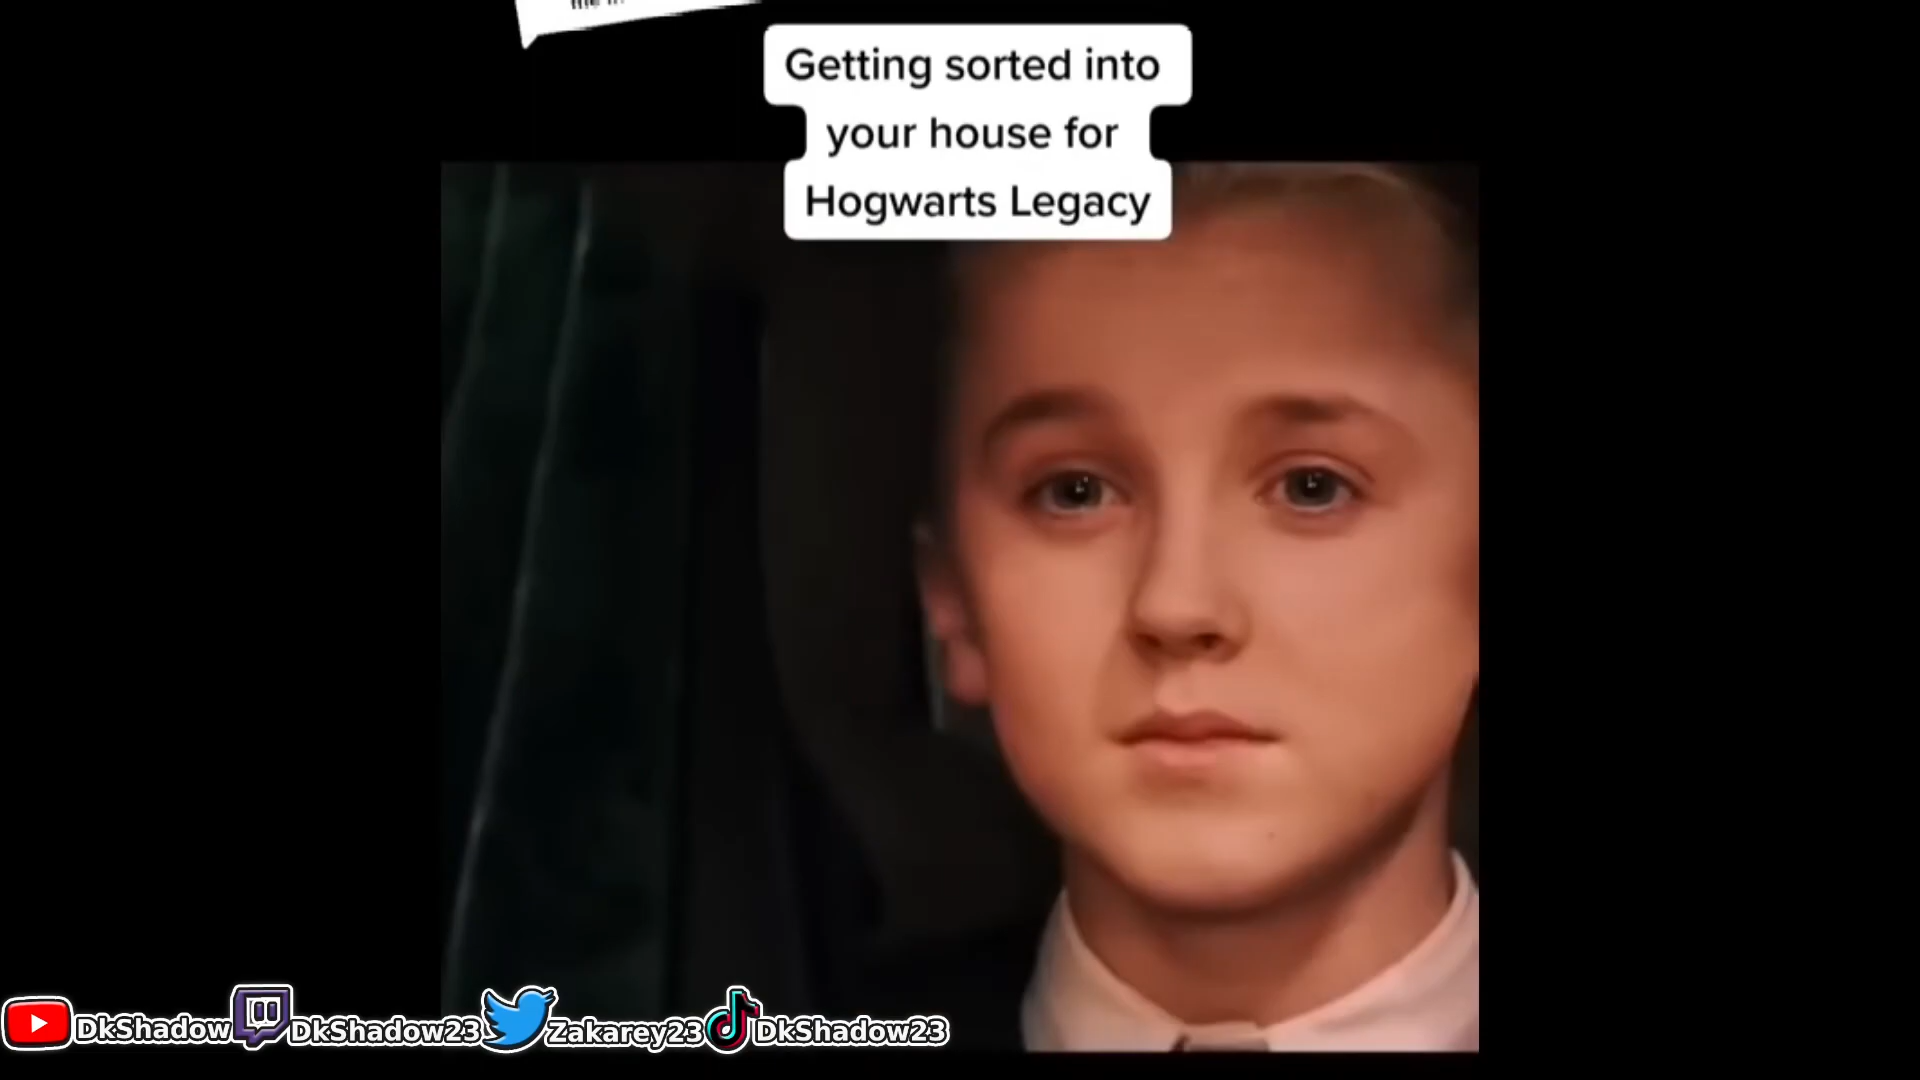 Getting sorted into
your house for
Hogwarts Legacy
DkShadow DkShadow23 Zakarey23 DkShadow23